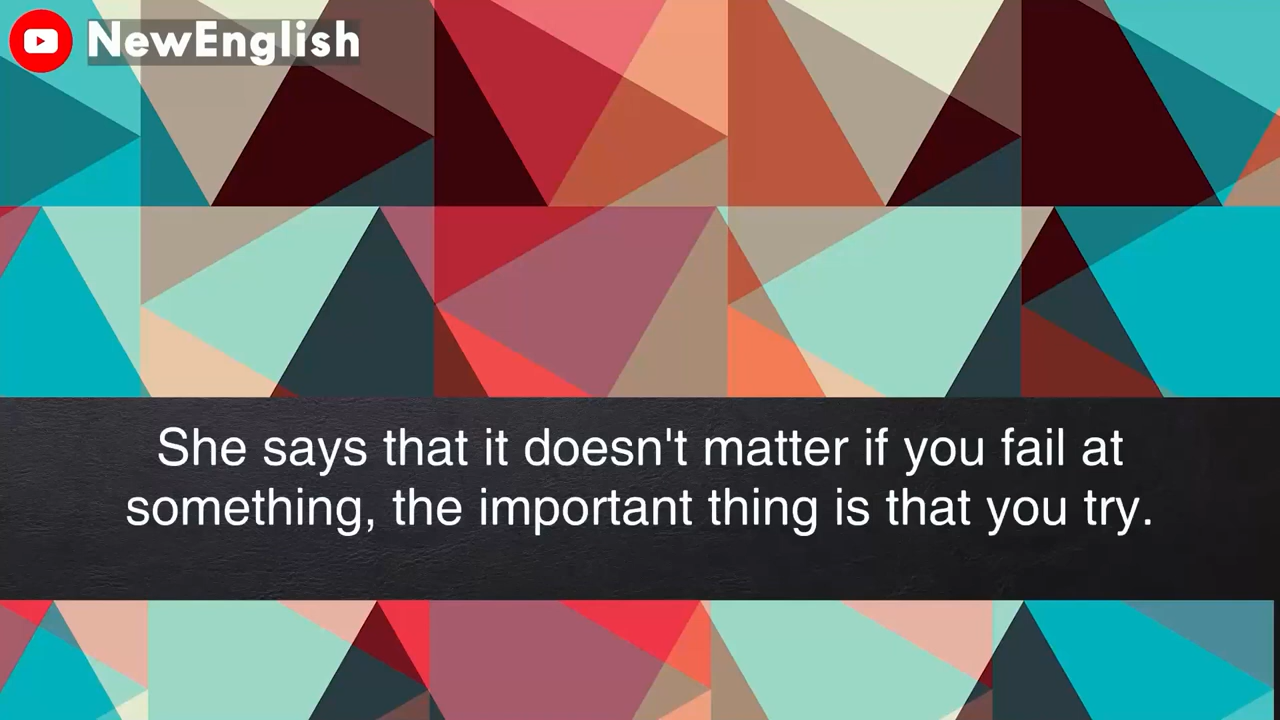 NewEnglish
She says that it doesn't matter if you fail at
something, the important thing is that you try.